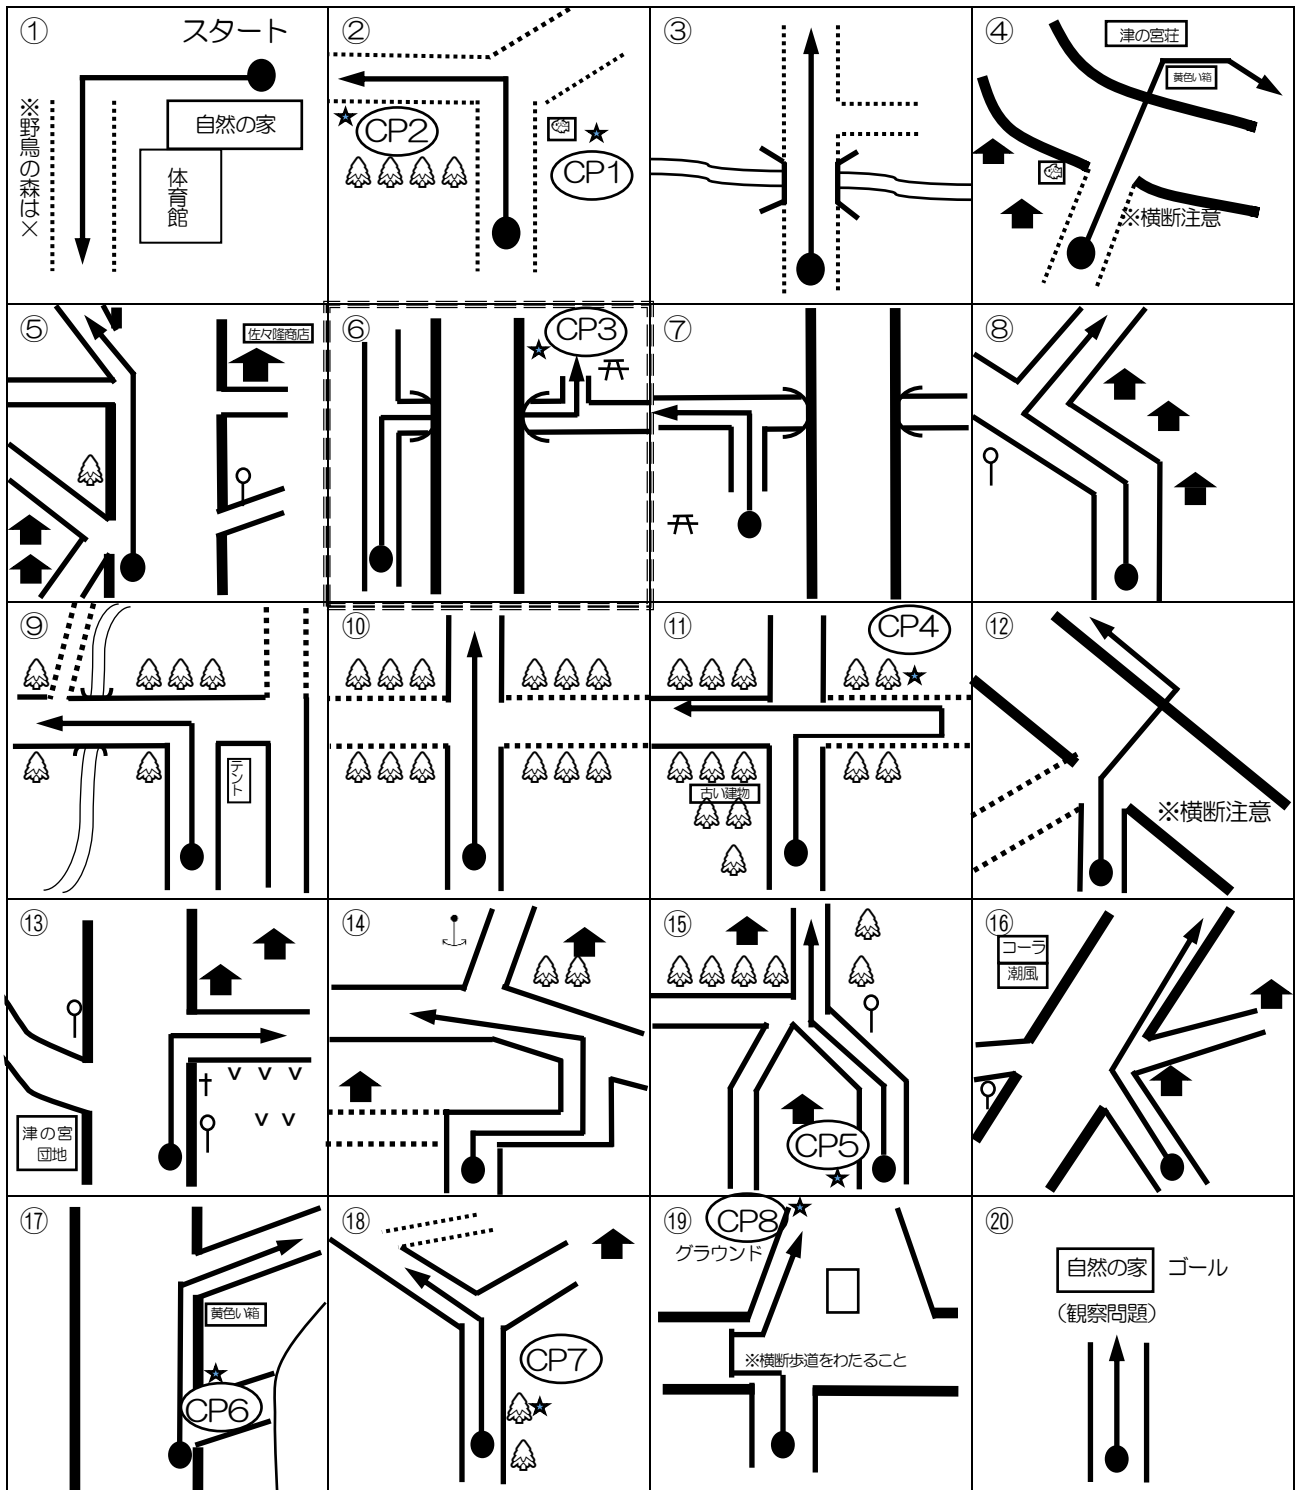 ① スタート
自然の家
体育館
※野鳥の森は×
②
CP2
CP1
③
④
津の宮荘
黄色い箱
※横断注意
⑤
佐々隆商店
⑥
CP3
⑦
⑧
⑨
テント
⑩
⑪
CP4
古い建物
⑫
※横断注意
⑬
津の宮
団地
⑭
⑮
CP5
⑯
コーラ
潮風
⑰
黄色い箱
CP6
⑱
CP7
⑲
CP8
グラウンド
※横断歩道をわたること
⑳
自然の家 ゴール
(観察問題)